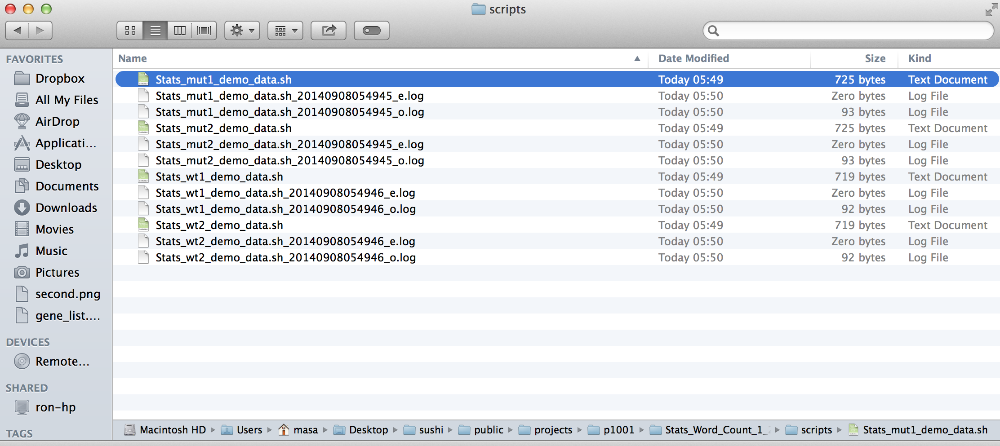 scripts
FAVORITES
Dropbox
All My Files
AirDrop
Applicati...
Desktop
Documents
Downloads
Movies
Music
Pictures
second.png
gene_list....
DEVICES
Remote...
SHARED
ron-hp
TAGS
Name Date Modified Size Kind
Stats_mut1_demo_data.sh Today 05:49 725 bytes Text Document
Stats_mut1_demo_data.sh_20140908054945_e.log Today 05:50 Zero bytes Log File
Stats_mut1_demo_data.sh_20140908054945_o.log Today 05:50 93 bytes Log File
Stats_mut2_demo_data.sh Today 05:49 725 bytes Text Document
Stats_mut2_demo_data.sh_20140908054945_e.log Today 05:50 Zero bytes Log File
Stats_mut2_demo_data.sh_20140908054945_o.log Today 05:50 93 bytes Log File
Stats_wt1_demo_data.sh Today 05:49 719 bytes Text Document
Stats_wt1_demo_data.sh_20140908054946_e.log Today 05:50 Zero bytes Log File
Stats_wt1_demo_data.sh_20140908054946_o.log Today 05:50 92 bytes Log File
Stats_wt2_demo_data.sh Today 05:49 719 bytes Text Document
Stats_wt2_demo_data.sh_20140908054946_e.log Today 05:50 Zero bytes Log File
Stats_wt2_demo_data.sh_20140908054946_o.log Today 05:50 92 bytes Log File
Macintosh HD Users masa Desktop sushi public projects p1001 Stats_Word_Count_1_ scripts Stats_mut1_demo_data.sh